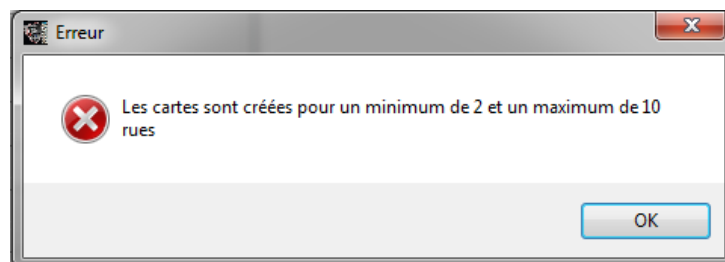 Erreur
Les cartes sont créées pour un minimum de 2 et un maximum de 10
rues
OK